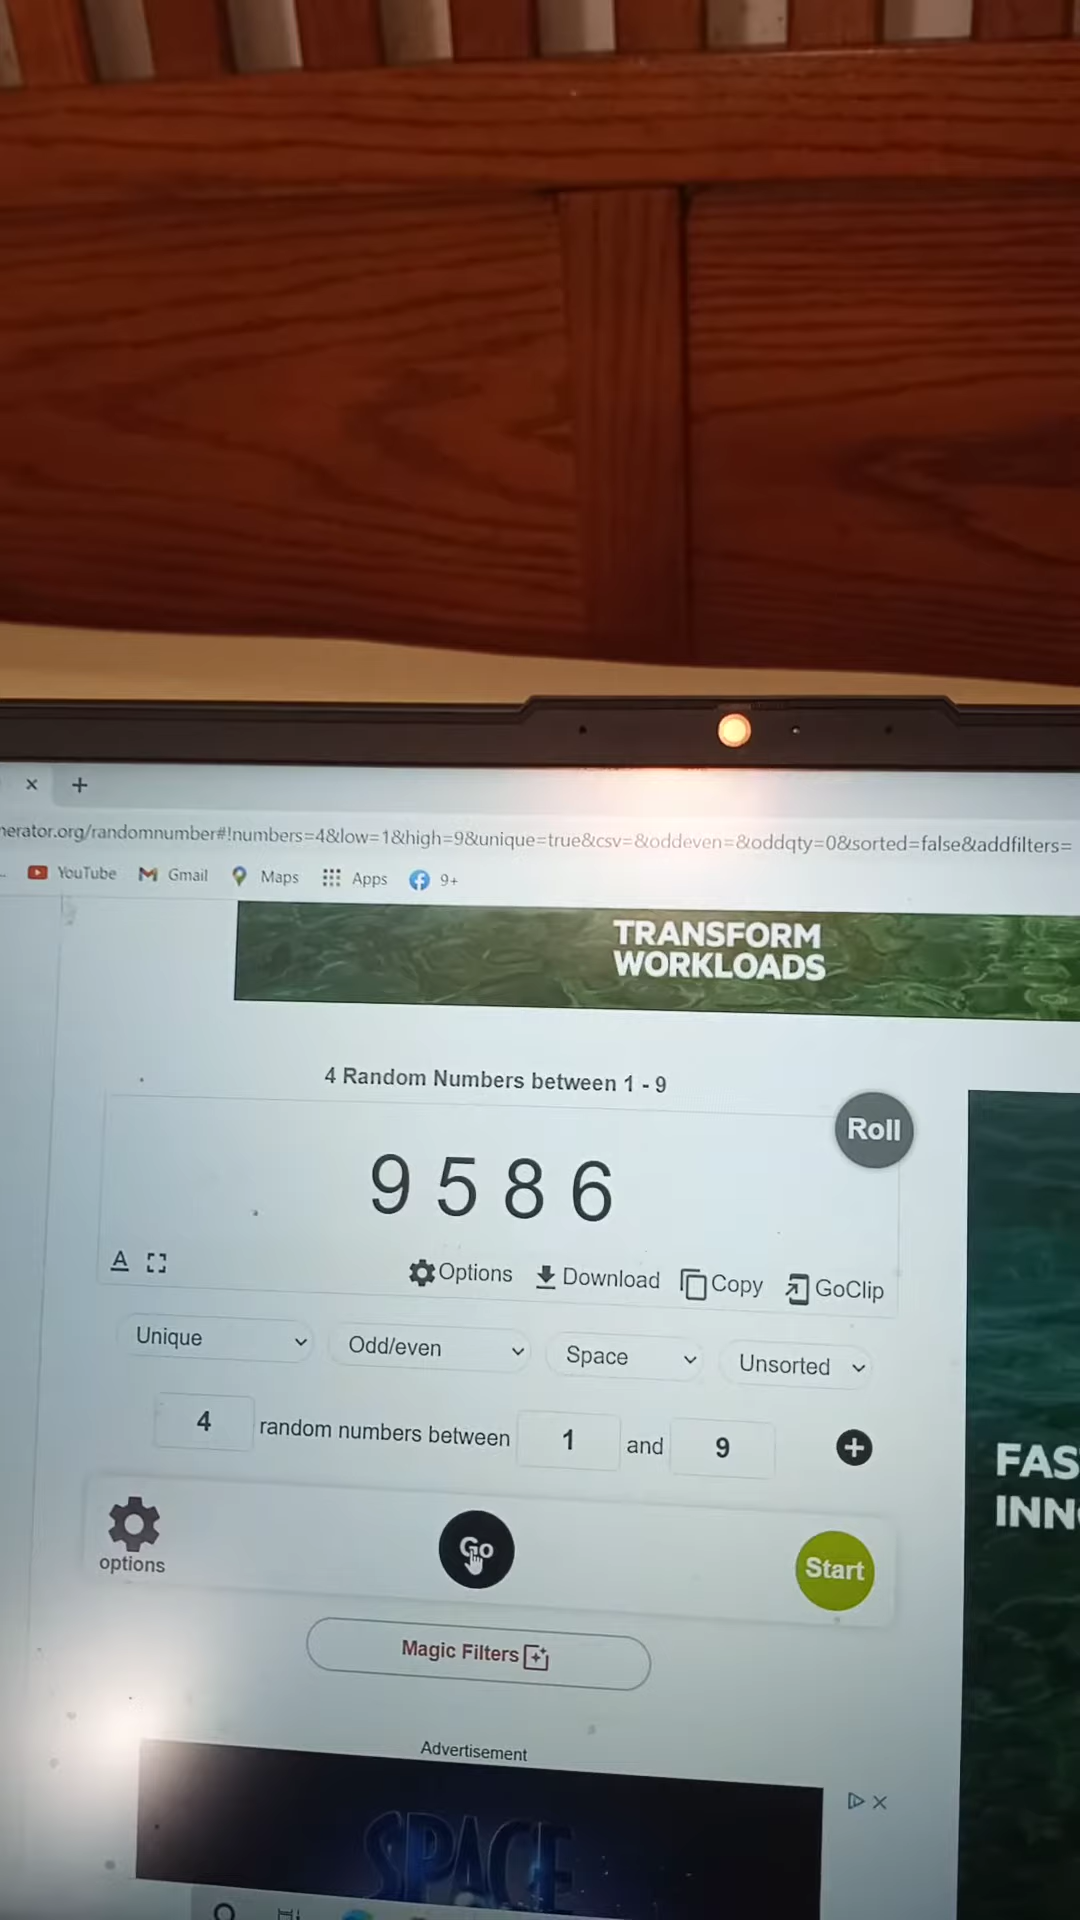 nerator.org/randomnumber#!numbers=4&low=1&high=9&unique=true&csv=&oddeven=&oddqty=0&sorted=false&addfilters=
YouTube Gmail Maps Apps 9+
TRANSFORM
WORKLOADS
4 Random Numbers between 1 - 9
Roll
9 5 8 6
A Options Download Copy GoClip
Unique Odd/even Space Unsorted
4 random numbers between 1 and 9
FAS
INN
options Go Start
Magic Filters
Advertisement
SPACE